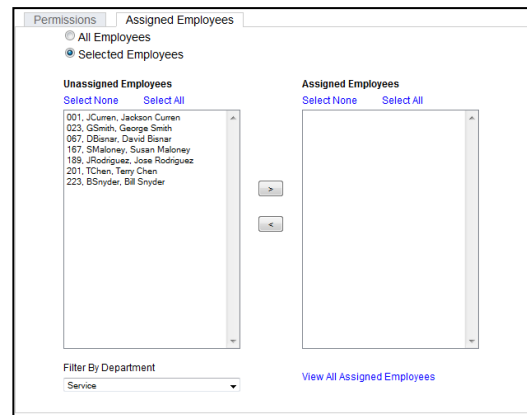 Permissions Assigned Employees
All Employees
Selected Employees
Unassigned Employees Assigned Employees
Select None Select All Select None Select All
001, JCurren, Jackson Curren
023, GSmith, George Smith
067, DBisnar, David Bisnar
167, SMaloney, Susan Maloney
189, JRodriguez, Jose Rodriguez
201, TChen, Terry Chen
223, BSnyder, Bill Snyder
>
<
Filter By Department
View All Assigned Employees
Service